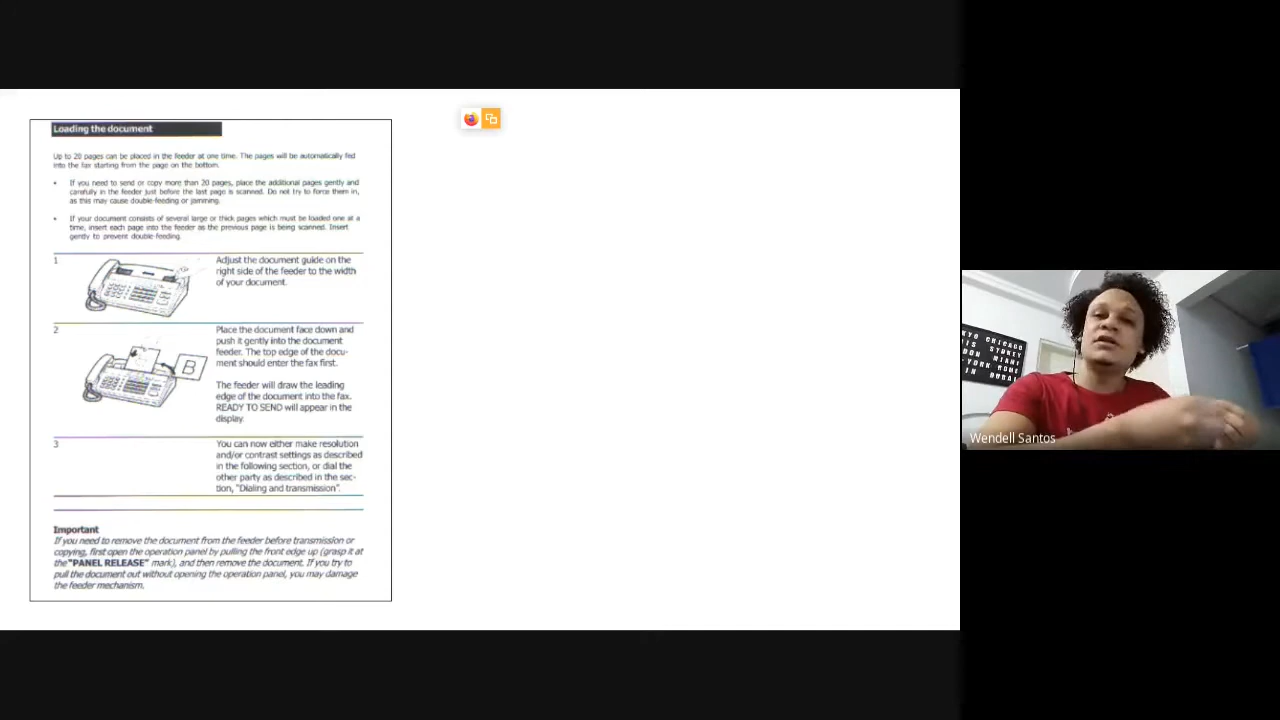 Loading the document
Up to 20 pages can be placed in the feeder at one time. The pages will be automatically fed
into the fax starting from the page on the bottom.
• If you need to send or copy more than 20 pages, place the additional pages gently and
carefully in the feeder just before the last page is scanned. Do not try to force them in,
as this may cause double-feeding or jamming.
• If your document consists of several large or thick pages which must be loaded one at a
time, insert each page into the feeder as the previous page is being scanned. Insert
gently to prevent double-feeding.
1
Adjust the document guide on the
right side of the feeder to the width
of your document.
2
B
Place the document face down and
push it gently into the document
feeder. The top edge of the docu-
ment should enter the fax first.
The feeder will draw the leading
edge of the document into the fax.
READY TO SEND will appear in the
display.
3
You can now either make resolution
and/or contrast settings as described
in the following section, or dial the
other party as described in the sec-
tion, "Dialing and transmission".
Important
If you need to remove the document from the feeder before transmission or
copying, first open the operation panel by pulling the front edge up (grasp it at
the "PANEL RELEASE" mark), and then remove the document. If you try to
pull the document out without opening the operation panel, you may damage
the feeder mechanism.
KYO CHICAGO
IS SYDNEY
DON MIAMI
YORK ROME
IN DUBAI
Wendell Santos